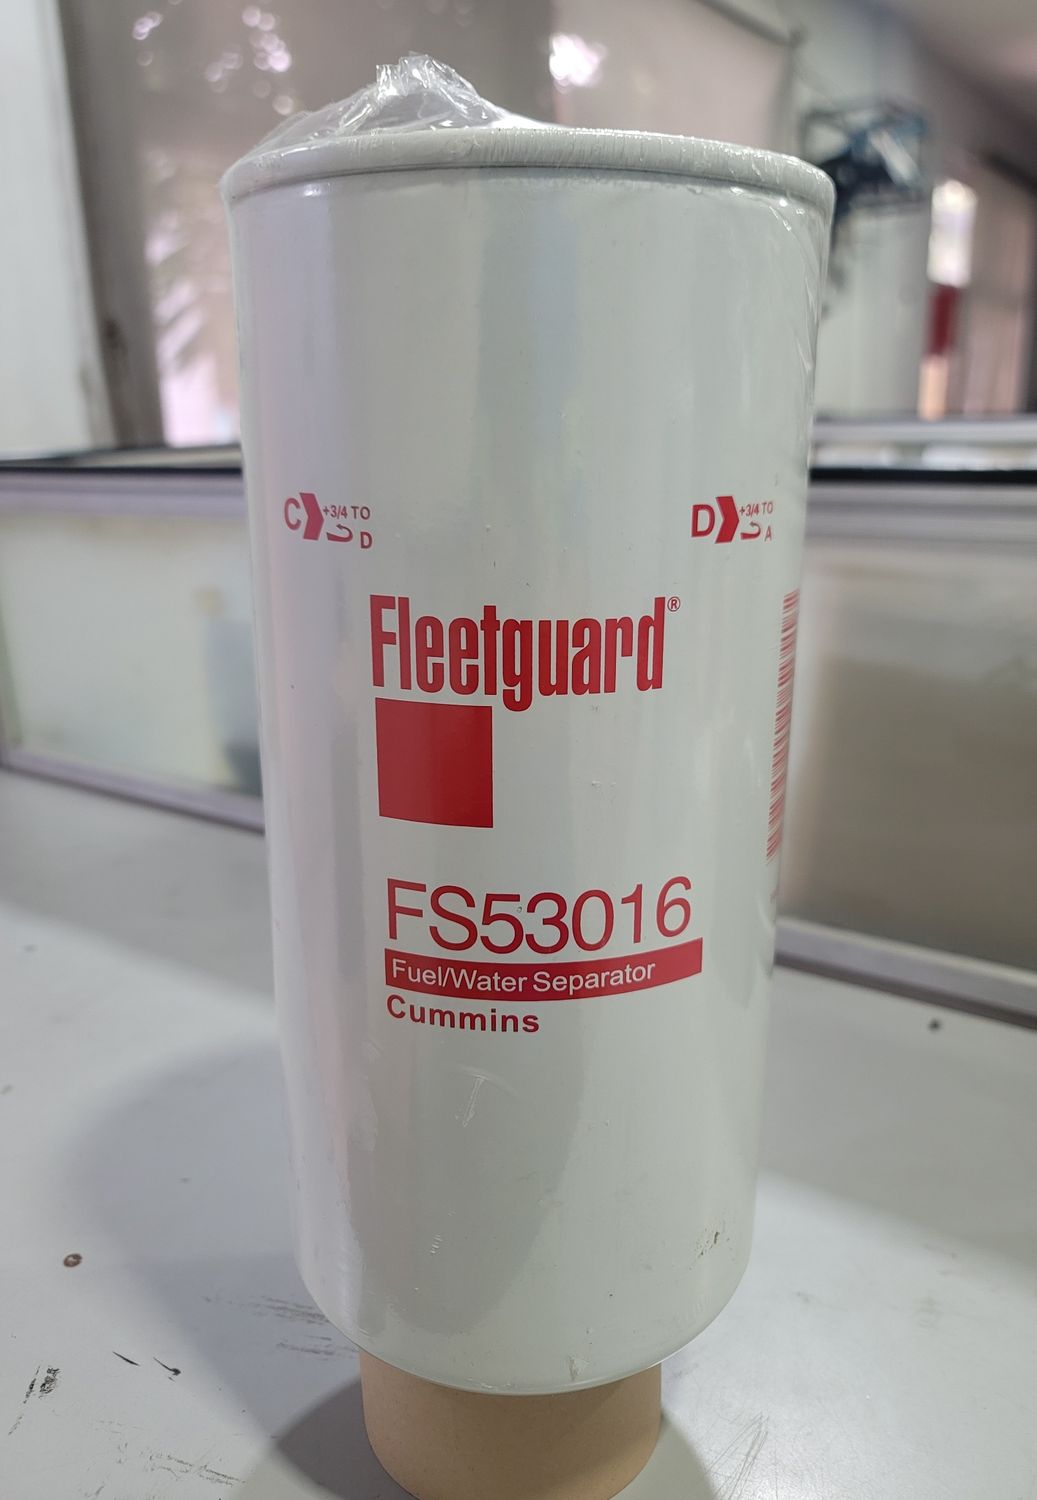 C +3/4 TO
D
D +3/4 TO
A
Fleetguard®
FS53016
Fuel/Water Separator
Cummins